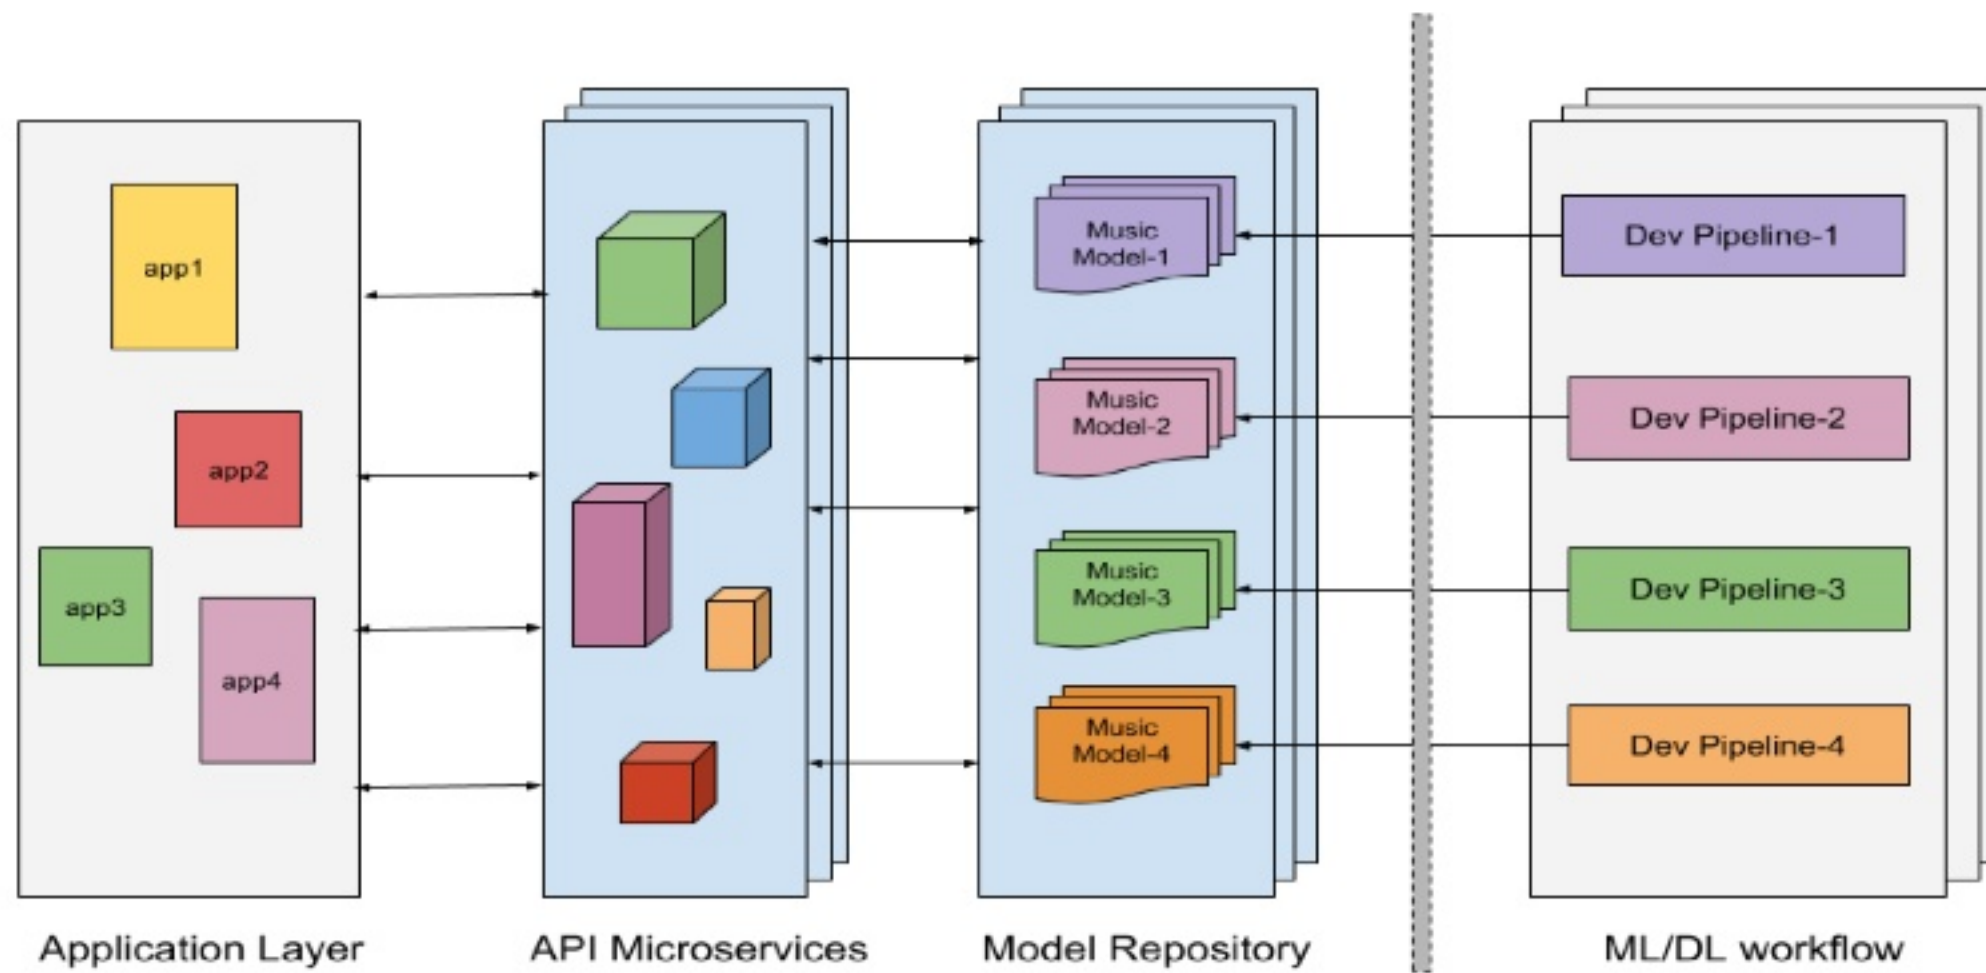 app1
app2
app3
app4
Music
Model-1
Music
Model-2
Music
Model-3
Music
Model-4
Dev Pipeline-1
Dev Pipeline-2
Dev Pipeline-3
Dev Pipeline-4
Application Layer
API Microservices
Model Repository
ML/DL workflow